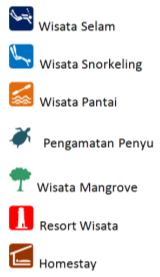 Wisata Selam
Wisata Snorkeling
Wisata Pantai
Pengamatan Penyu
Wisata Mangrove
Resort Wisata
Homestay